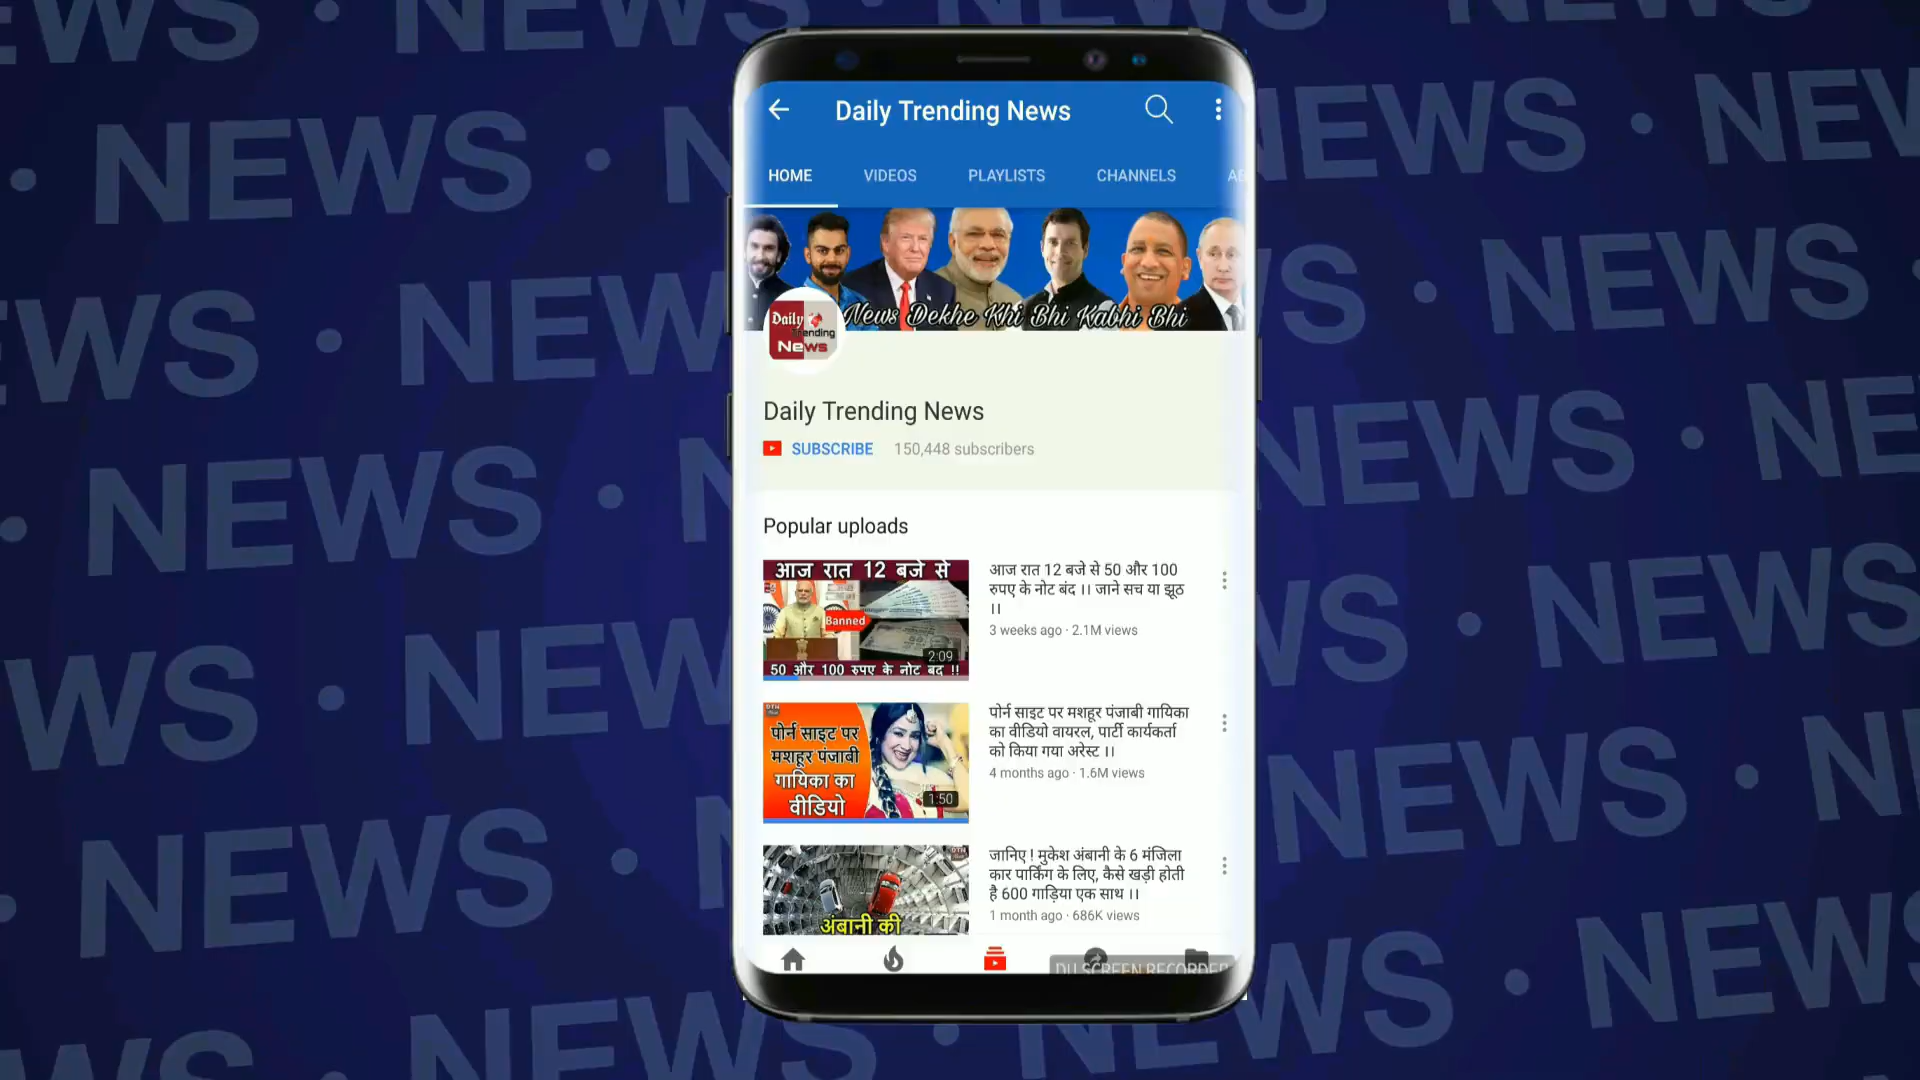 Daily Trending News
HOME VIDEOS PLAYLISTS CHANNELS
News Dekhe Khi Bhi Kabhi Bhi
Daily
Trending
News
Daily Trending News
SUBSCRIBE 150,448 subscribers
Popular uploads
आज रात 12 बजे से
Banned
2:09
50 और 100 रुपए के नोट बंद !!
आज रात 12 बजे से 50 और 100
रुपए के नोट बंद ।। जाने सच या झूठ
।।
3 weeks ago · 2.1M views
DTN
पोर्न साइट पर
मशहूर पंजाबी
गायिका का
वीडियो
1:50
पोर्न साइट पर मशहूर पंजाबी गायिका
का वीडियो वायरल, पार्टी कार्यकर्ता
को किया गया अरेस्ट ।।
4 months ago · 1.6M views
DTN
अंबानी की
जानिए ! मुकेश अंबानी के 6 मंजिला
कार पार्किंग के लिए, कैसे खड़ी होती
है 600 गाड़िया एक साथ ।।
1 month ago · 686K views
DU SCREEN RECORDER
NEWS · NEWS · NEWS